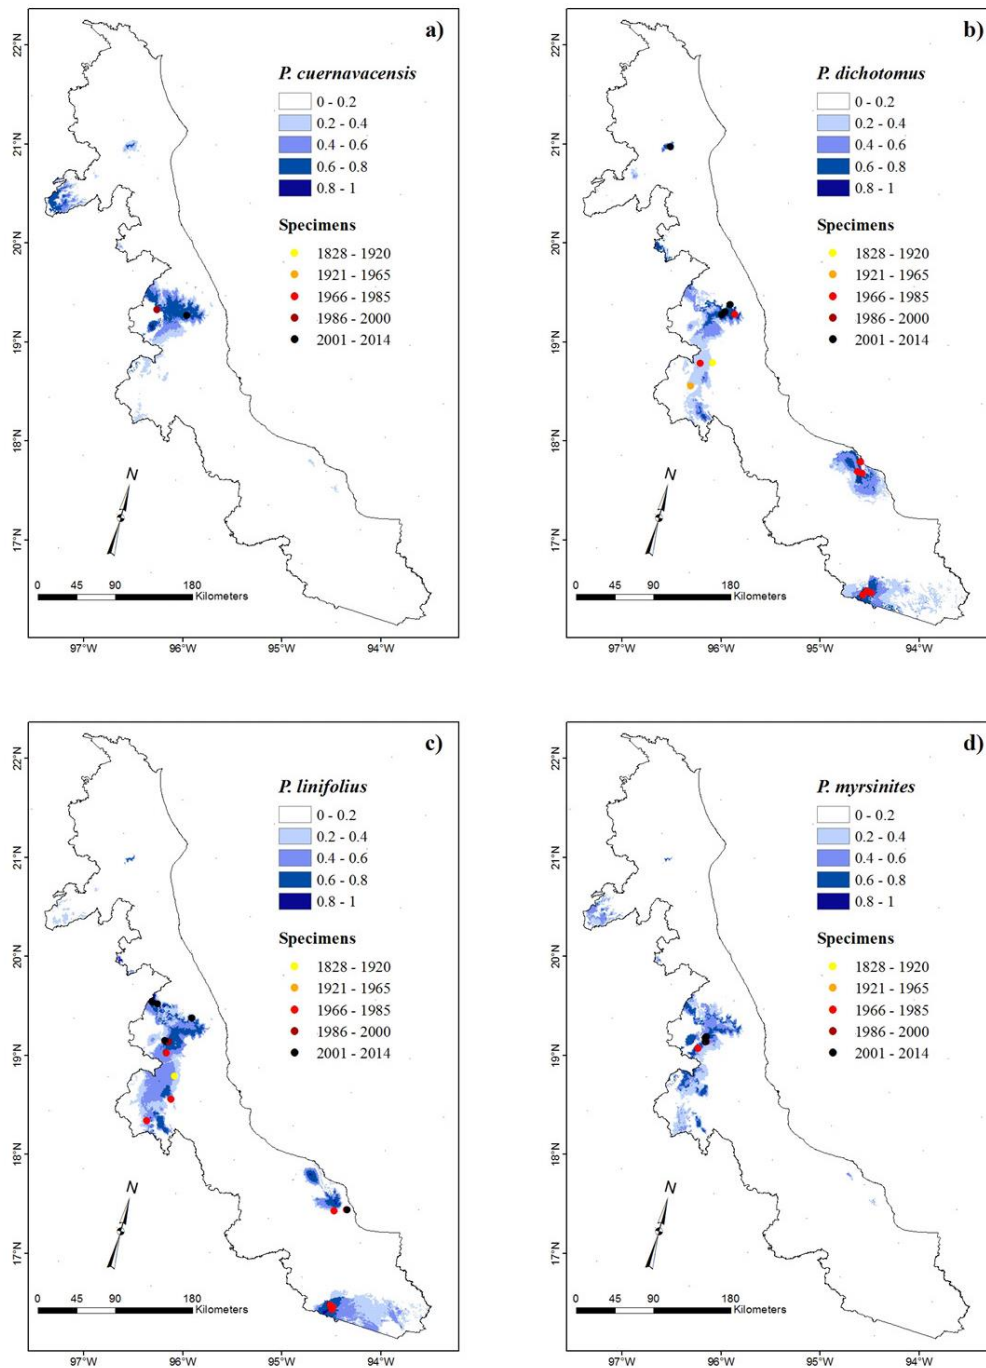 a)
P. cuernavacensis
0 - 0.2
0.2 - 0.4
0.4 - 0.6
0.6 - 0.8
0.8 - 1
Specimens
1828 - 1920
1921 - 1965
1966 - 1985
1986 - 2000
2001 - 2014
22°N
21°N
20°N
19°N
18°N
17°N
N
0 45 90 180
Kilometers
97°W 96°W 95°W 94°W
b)
P. dichotomus
0 - 0.2
0.2 - 0.4
0.4 - 0.6
0.6 - 0.8
0.8 - 1
Specimens
1828 - 1920
1921 - 1965
1966 - 1985
1986 - 2000
2001 - 2014
22°N
21°N
20°N
19°N
18°N
17°N
N
0 45 90 180
Kilometers
97°W 96°W 95°W 94°W
c)
P. linifolius
0 - 0.2
0.2 - 0.4
0.4 - 0.6
0.6 - 0.8
0.8 - 1
Specimens
1828 - 1920
1921 - 1965
1966 - 1985
1986 - 2000
2001 - 2014
22°N
21°N
20°N
19°N
18°N
17°N
N
0 45 90 180
Kilometers
97°W 96°W 95°W 94°W
d)
P. myrsinites
0 - 0.2
0.2 - 0.4
0.4 - 0.6
0.6 - 0.8
0.8 - 1
Specimens
1828 - 1920
1921 - 1965
1966 - 1985
1986 - 2000
2001 - 2014
22°N
21°N
20°N
19°N
18°N
17°N
N
0 45 90 180
Kilometers
97°W 96°W 95°W 94°W